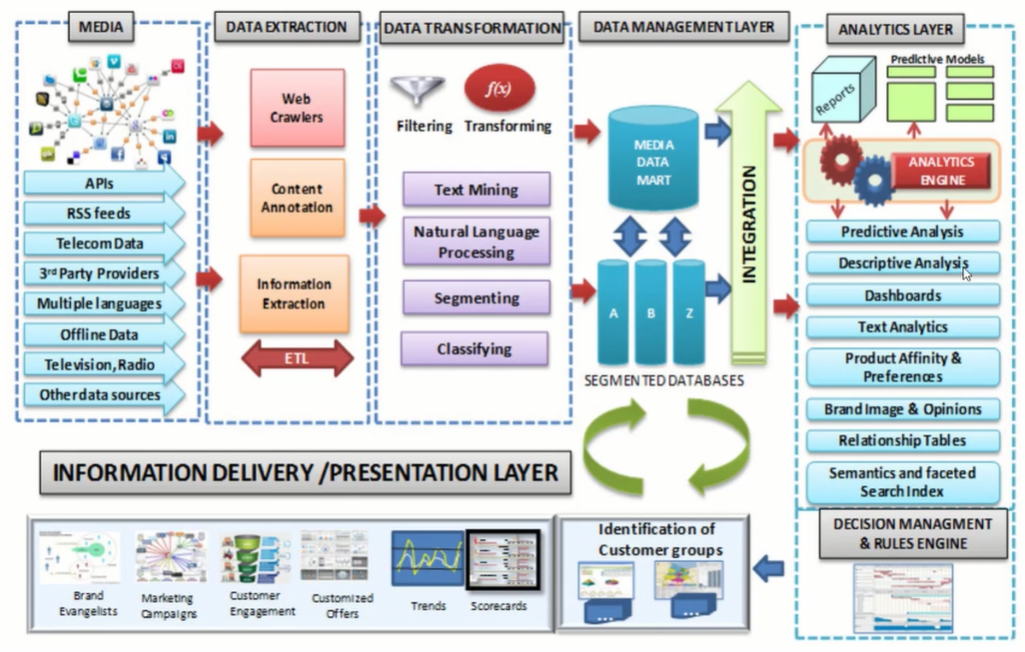 MEDIA
APIs
RSS feeds
Telecom Data
3rd Party Providers
Multiple languages
Offline Data
Television, Radio
Other data sources
DATA EXTRACTION
Web
Crawlers
Content
Annotation
Information
Extraction
ETL
DATA TRANSFORMATION
f(x)
Filtering Transforming
Text Mining
Natural Language
Processing
Segmenting
Classifying
DATA MANAGEMENT LAYER
MEDIA
DATA
MART
A B Z
SEGMENTED DATABASES
INTEGRATION
ANALYTICS LAYER
Reports
Predictive Models
ANALYTICS
ENGINE
Predictive Analysis
Descriptive Analysis
Dashboards
Text Analytics
Product Affinity &
Preferences
Brand Image & Opinions
Relationship Tables
Semantics and faceted
Search Index
DECISION MANAGMENT
& RULES ENGINE
INFORMATION DELIVERY /PRESENTATION LAYER
Brand
Evangelists
Marketing
Campaigns
Customer
Engagement
Customized
Offers
Trends
Scorecards
Identification of
Customer groups
...
...